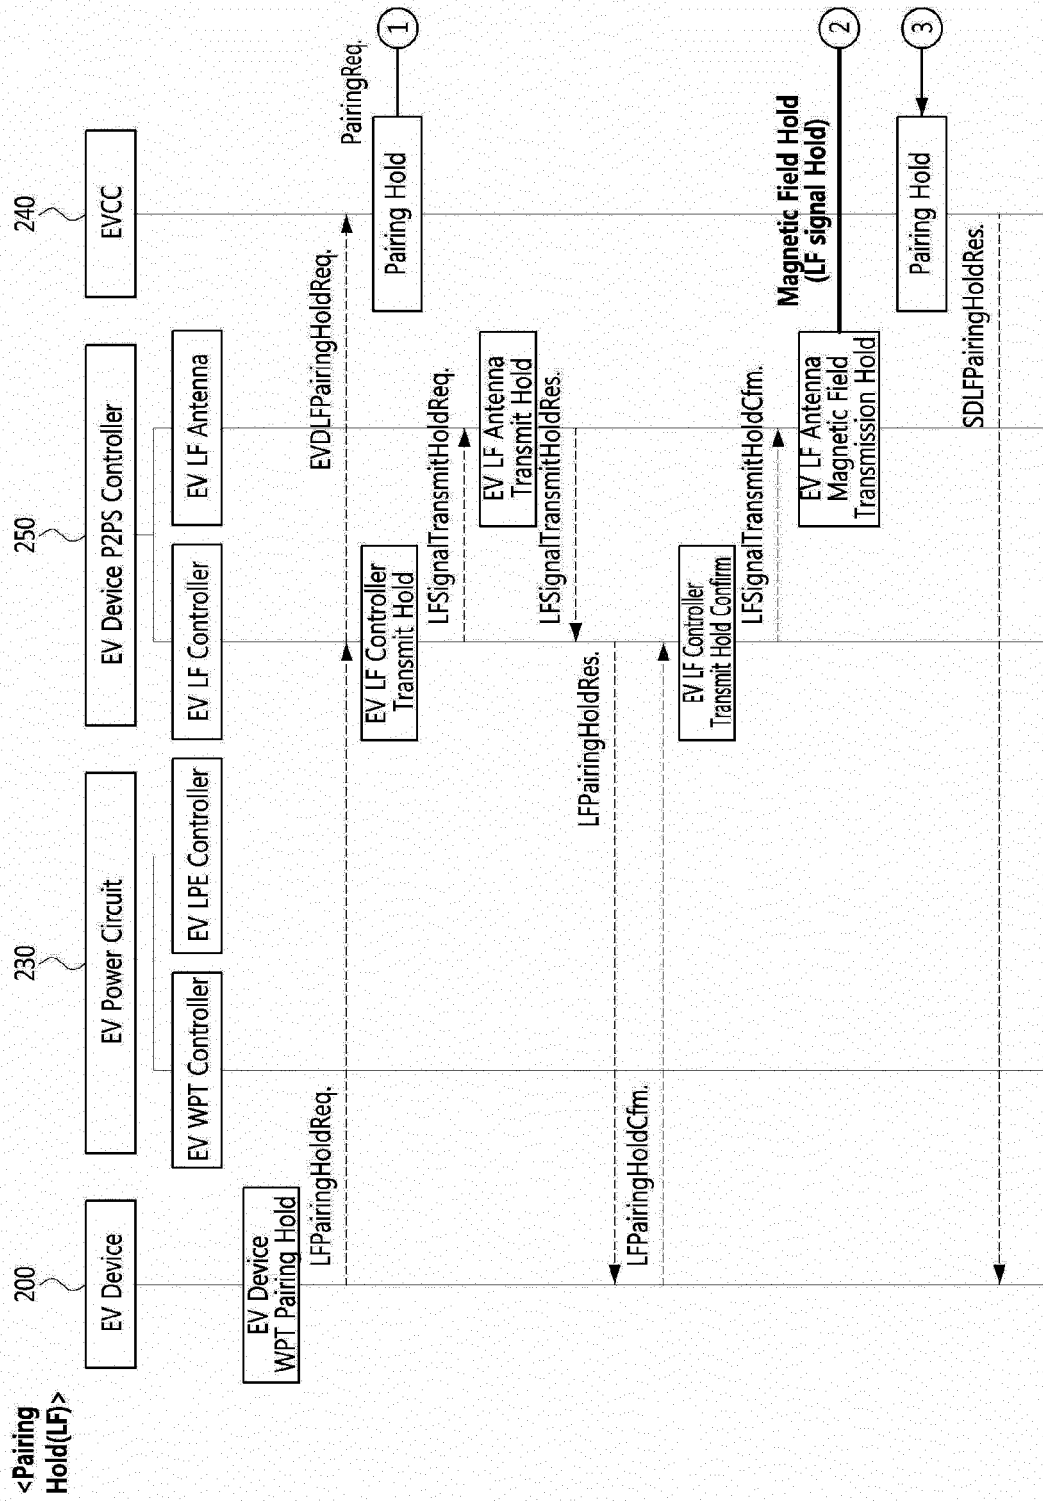 <Pairing
Hold(LF)>
200
230
250
240
EV Device
EV Power Circuit
EV Device P2PS Controller
EVCC
EV WPT Controller
EV LPE Controller
EV LF Controller
EV LF Antenna
EV Device
WPT Pairing Hold
LFPairingHoldReq.
EVDLFPairingHoldReq.
PairingReq.
EV LF Controller
Transmit Hold
Pairing Hold
1
LFSignalTransmitHoldReq.
EV LF Antenna
Transmit Hold
LFSignalTransmitHoldRes.
LFPairingHoldRes.
LFPairingHoldCfm.
EV LF Controller
Transmit Hold Confirm
LFSignalTransmitHoldCfm.
Magnetic Field Hold
(LF signal Hold)
EV LF Antenna
Magnetic Field
Transmission Hold
2
Pairing Hold
3
SDLFPairingHoldRes.